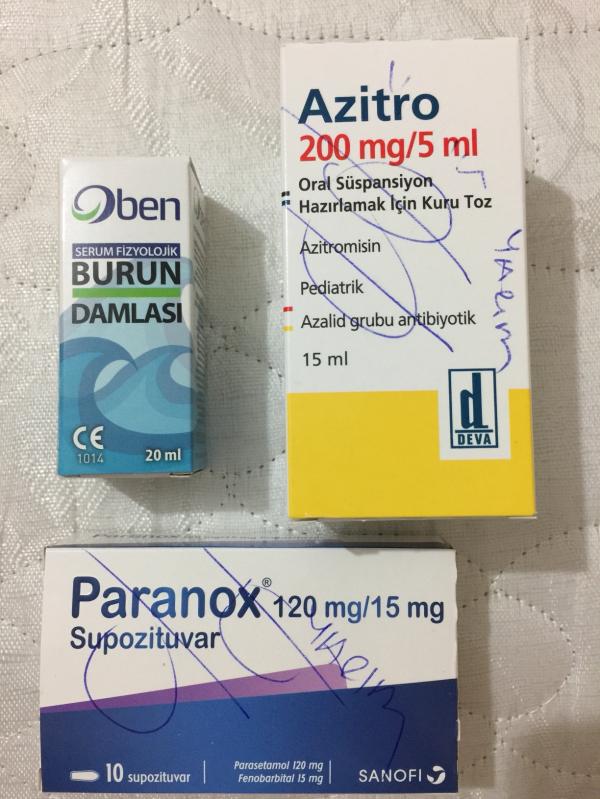 Oben
SERUM FİZYOLOJİK
BURUN
DAMLASI
CE
1014
20 ml
Azitro
200 mg/5 ml
Oral Süspansiyon
Hazırlamak İçin Kuru Toz
Azitromisin
Pediatrik
Azalid grubu antibiyotik
15 ml
d
DEVA
Paranox® 120 mg/15 mg
Supozituvar
10 supozituvar
Parasetamol 120 mg
Fenobarbital 15 mg
SANOFI